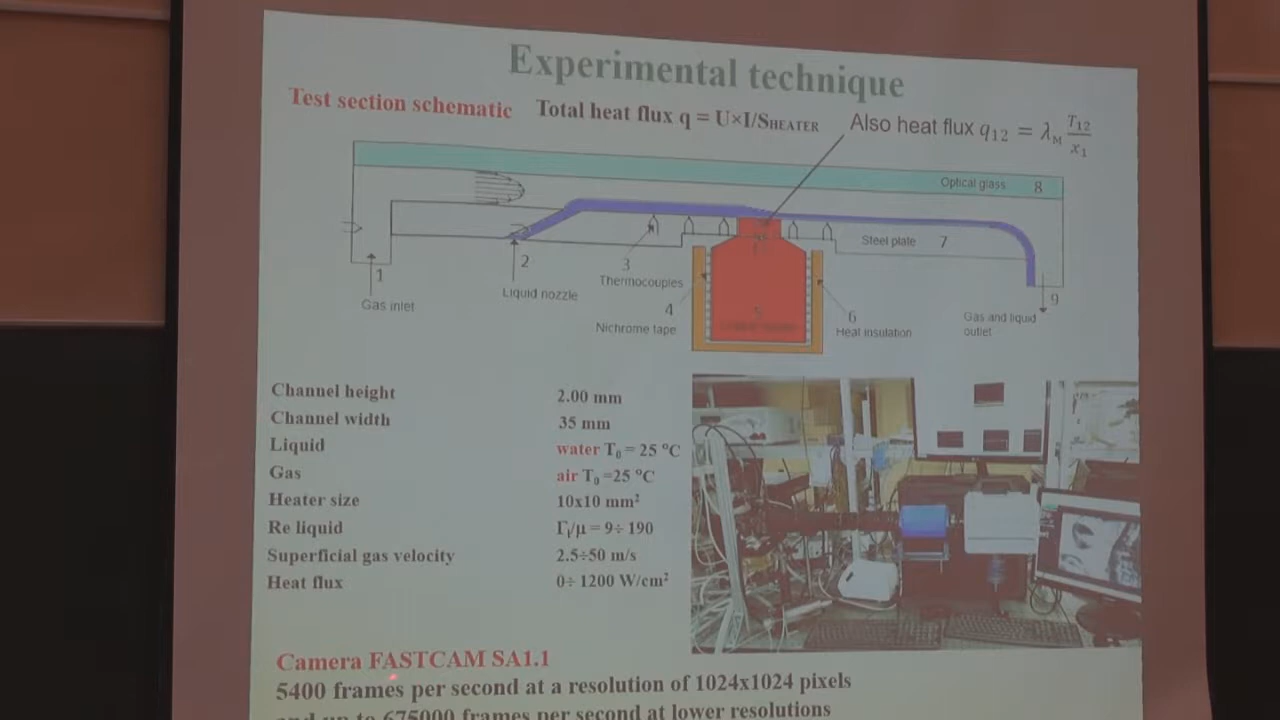 Experimental technique
Test section schematic Total heat flux q = U×I/SHEATER Also heat flux q₁₂ = λ_M T₁₂/x₁
Optical glass 8
Steel plate 7
1
Gas inlet
2
Liquid nozzle
3
Thermocouples
4
Nichrome tape
5
6
Heat insulation
9
Gas and liquid
outlet
Channel height 2.00 mm
Channel width 35 mm
Liquid water T₀ = 25 ºC
Gas air T₀ =25 ºC
Heater size 10x10 mm²
Re liquid Γₗ/μ = 9÷ 190
Superficial gas velocity 2.5÷50 m/s
Heat flux 0÷ 1200 W/cm²
Camera FASTCAM SA1.1
5400 frames per second at a resolution of 1024x1024 pixels
and up to 675000 frames per second at lower resolutions